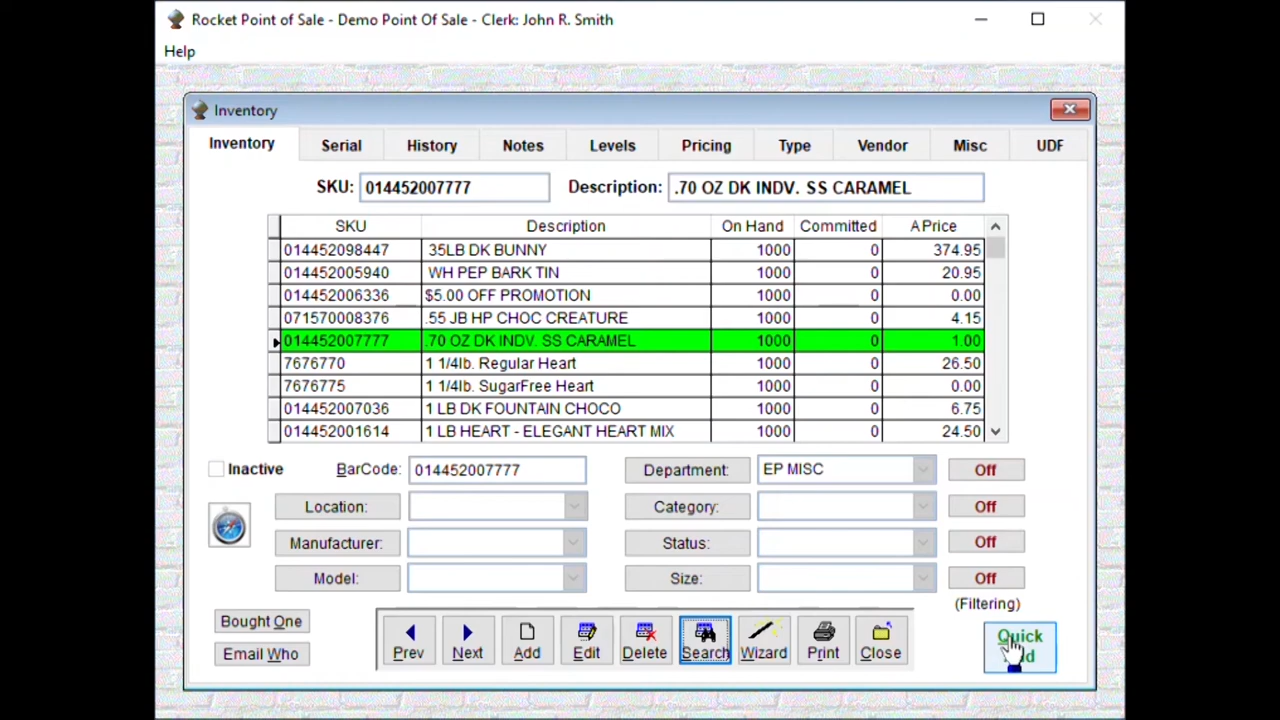 Rocket Point of Sale - Demo Point Of Sale - Clerk: John R. Smith
Help
Inventory
Inventory Serial History Notes Levels Pricing Type Vendor Misc UDF
SKU: 014452007777 Description: .70 OZ DK INDV. SS CARAMEL
SKU Description On Hand Committed A Price
014452098447 35LB DK BUNNY 1000 0 374.95
014452005940 WH PEP BARK TIN 1000 0 20.95
014452006336 $5.00 OFF PROMOTION 1000 0 0.00
071570008376 .55 JB HP CHOC CREATURE 1000 0 4.15
014452007777 .70 OZ DK INDV. SS CARAMEL 1000 0 1.00
7676770 1 1/4lb. Regular Heart 1000 0 26.50
7676775 1 1/4lb. SugarFree Heart 1000 0 0.00
014452007036 1 LB DK FOUNTAIN CHOCO 1000 0 6.75
014452001614 1 LB HEART - ELEGANT HEART MIX 1000 0 24.50
Inactive BarCode: 014452007777 Department: EP MISC Off
Location: Category: Off
Manufacturer: Status: Off
Model: Size: Off
(Filtering)
Bought One
Email Who
Prev Next Add Edit Delete Search Wizard Print Close
Quick